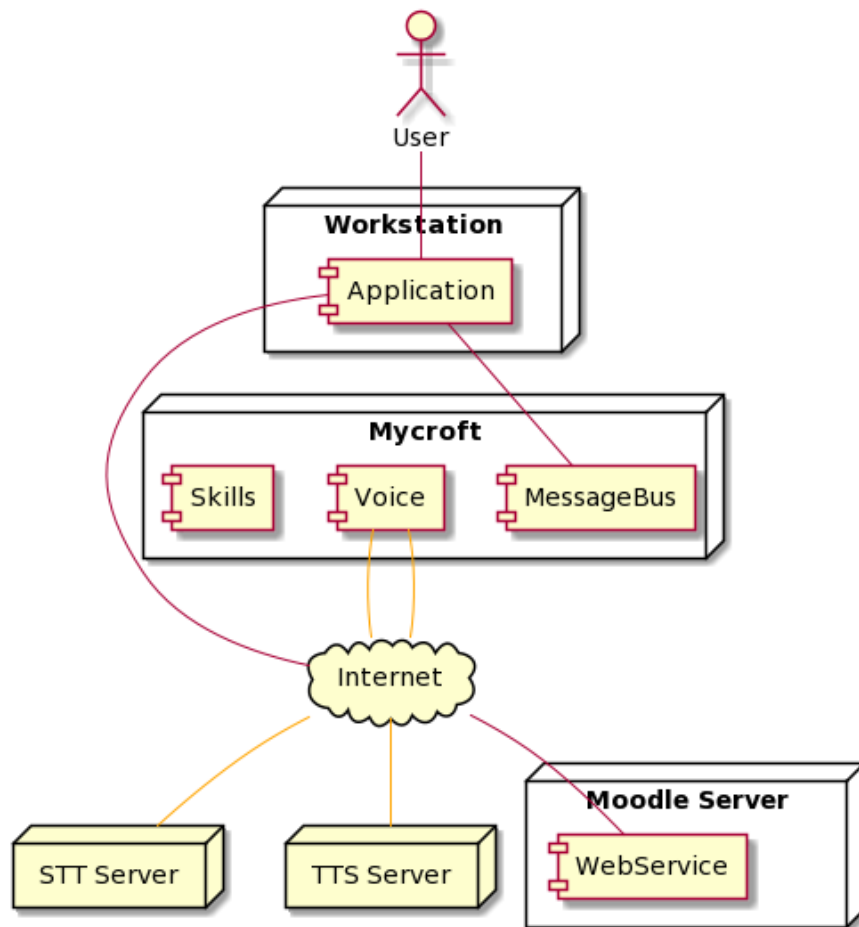 User
Workstation
Application
Mycroft
Skills
Voice
MessageBus
Internet
Moodle Server
STT Server
TTS Server
WebService